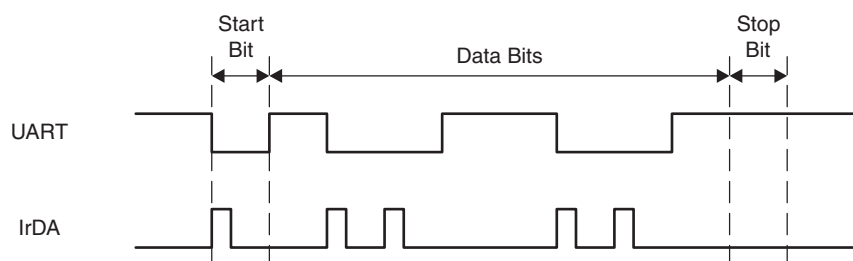 Start
Bit
Data Bits
Stop
Bit
UART
IrDA